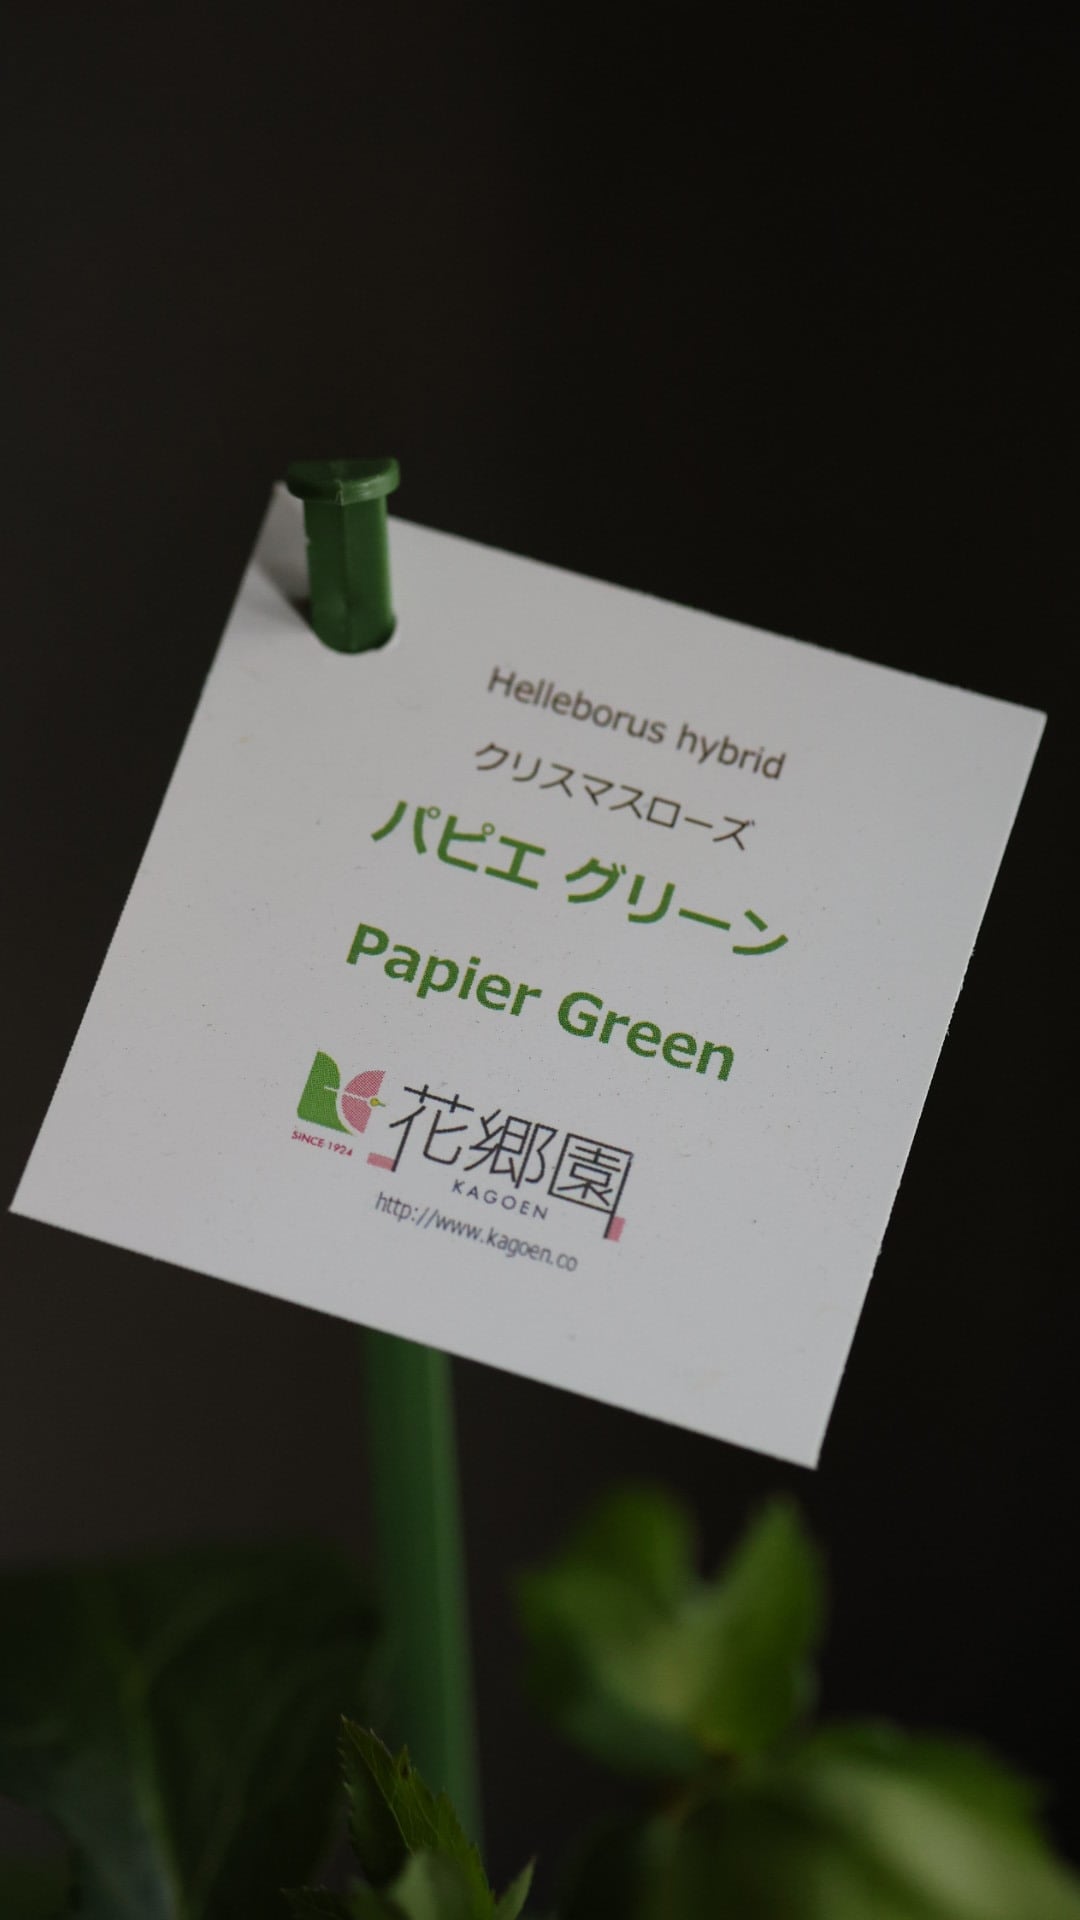 Helleborus hybrid
クリスマスローズ
パピエ グリーン
Papier Green
SINCE 1924
花郷園
KAGOEN
http://www.kagoen.co